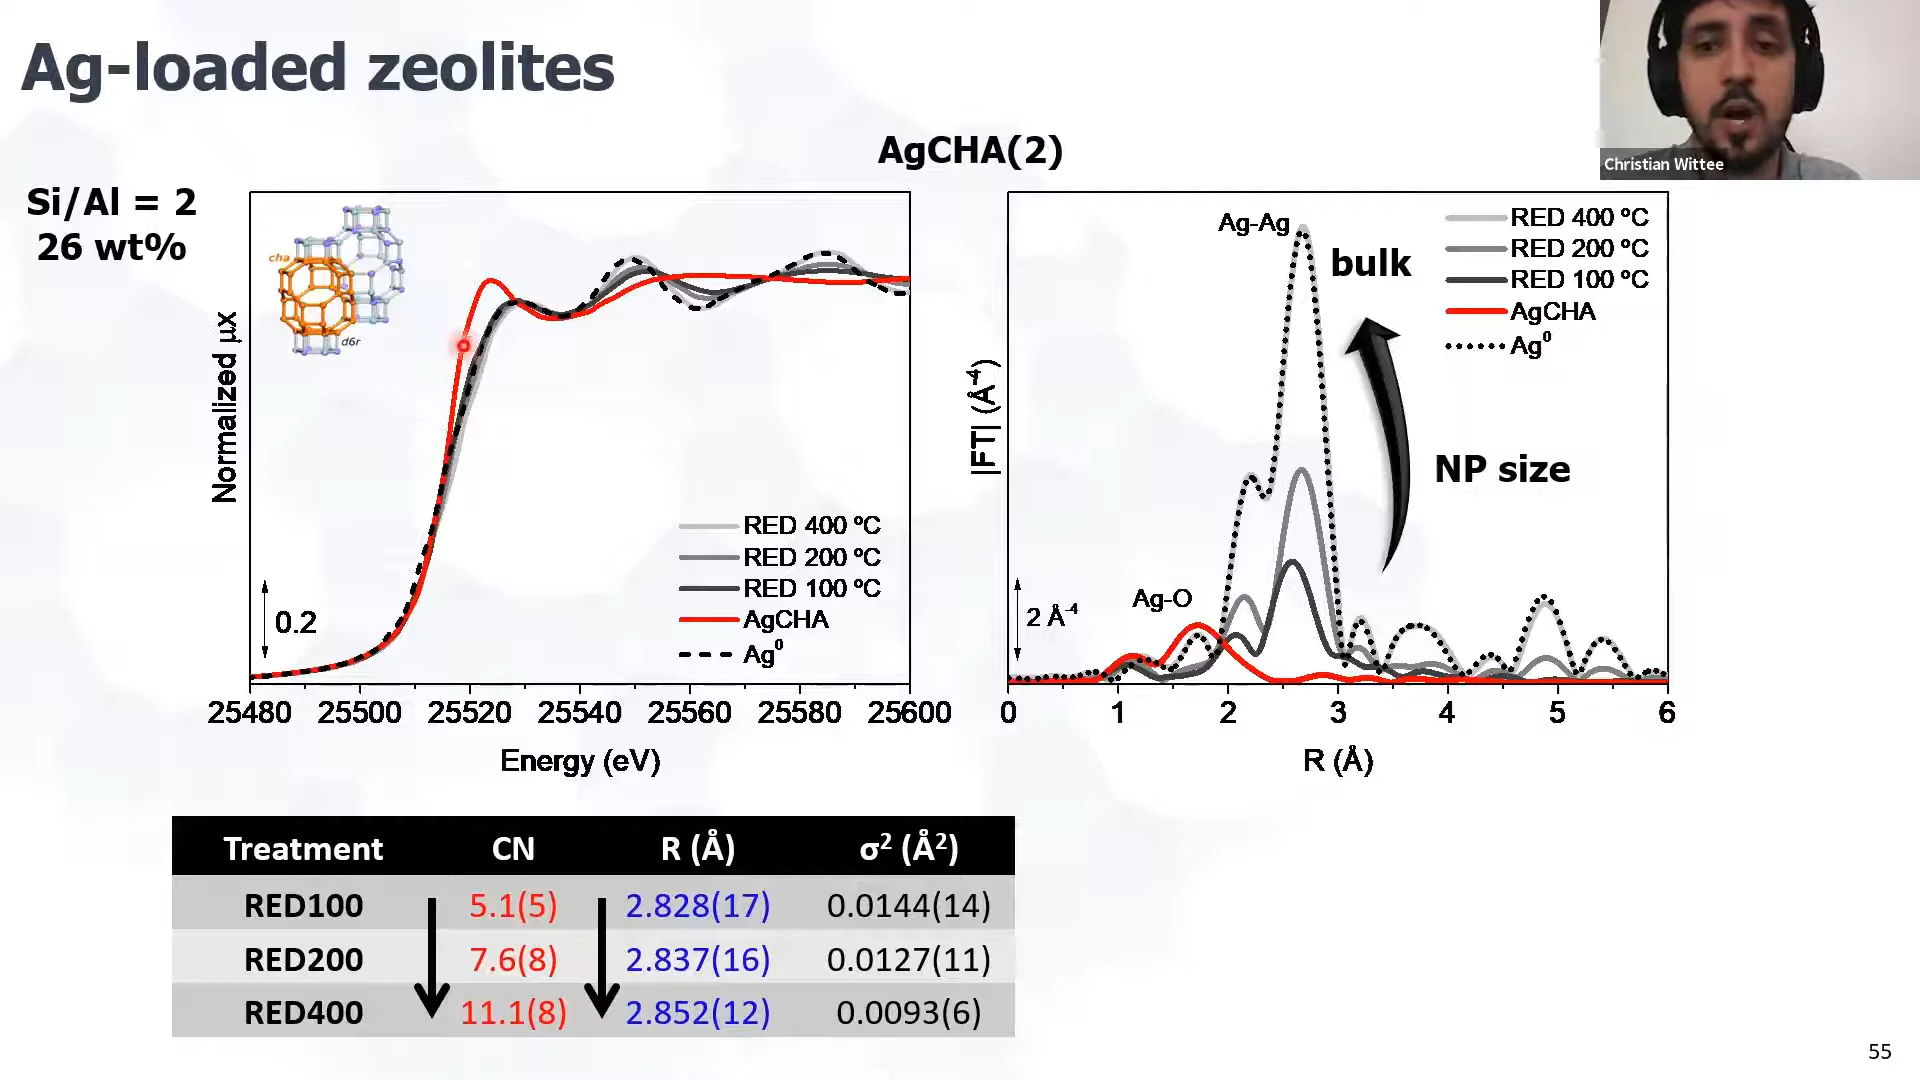 Ag-loaded zeolites
Christian Wittee
AgCHA(2)
Si/Al = 2
26 wt%
cha
d6r
Normalized μx
0.2
RED 400 ºC
RED 200 ºC
RED 100 ºC
AgCHA
Ag⁰
25480 25500 25520 25540 25560 25580 25600
Energy (eV)
|FT| (Å⁻⁴)
Ag-Ag
bulk
NP size
Ag-O
2 Å⁻⁴
RED 400 ºC
RED 200 ºC
RED 100 ºC
AgCHA
Ag⁰
0 1 2 3 4 5 6
R (Å)
Treatment CN R (Å) σ² (Å²)
RED100 5.1(5) 2.828(17) 0.0144(14)
RED200 7.6(8) 2.837(16) 0.0127(11)
RED400 11.1(8) 2.852(12) 0.0093(6)
55